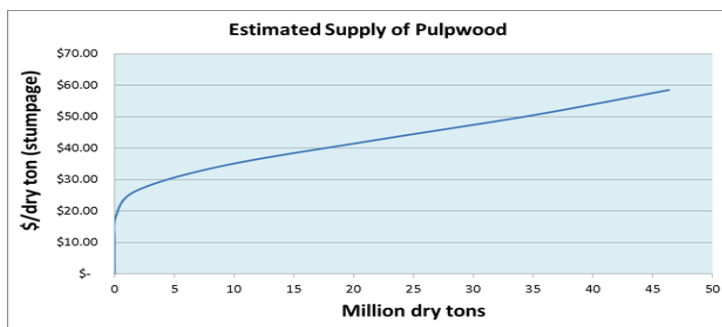 Estimated Supply of Pulpwood
$/dry ton (stumpage)
$70.00
$60.00
$50.00
$40.00
$30.00
$20.00
$10.00
$-
0 5 10 15 20 25 30 35 40 45 50
Million dry tons